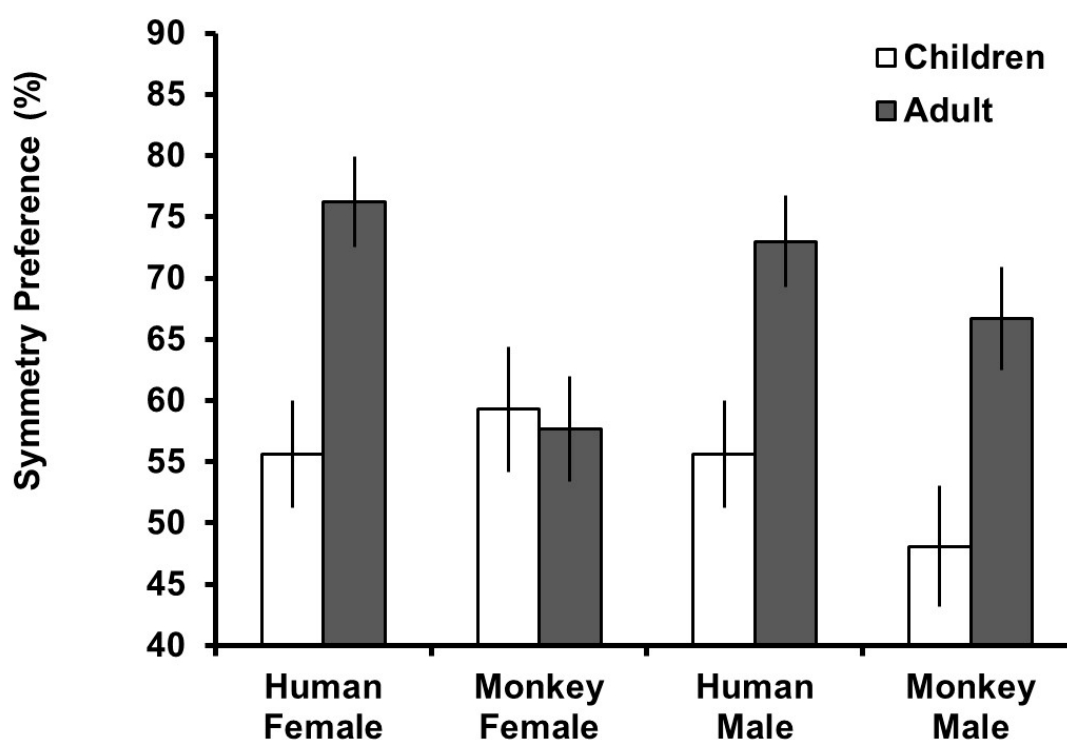 Symmetry Preference (%)
90
85
80
75
70
65
60
55
50
45
40
Children
Adult
Human
Female
Monkey
Female
Human
Male
Monkey
Male